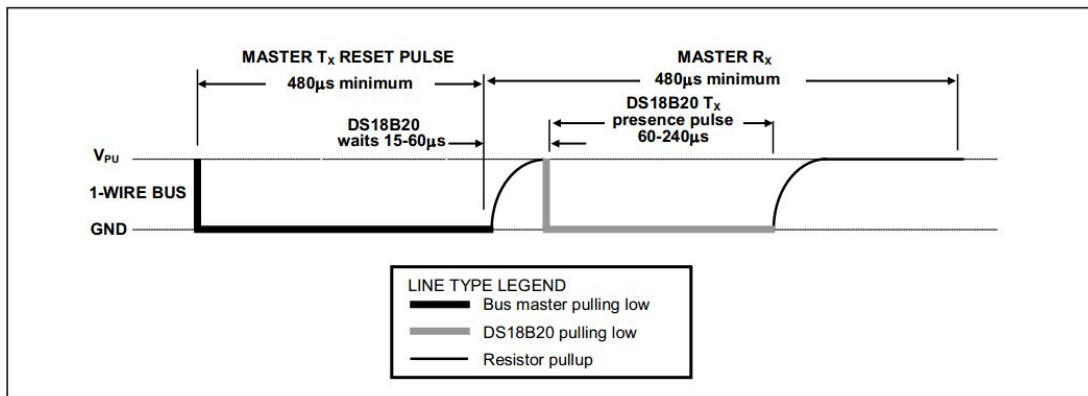 MASTER TX RESET PULSE
480µs minimum
MASTER RX
480µs minimum
DS18B20
waits 15-60µs
DS18B20 TX
presence pulse
60-240µs
VPU
1-WIRE BUS
GND
LINE TYPE LEGEND
Bus master pulling low
DS18B20 pulling low
Resistor pullup